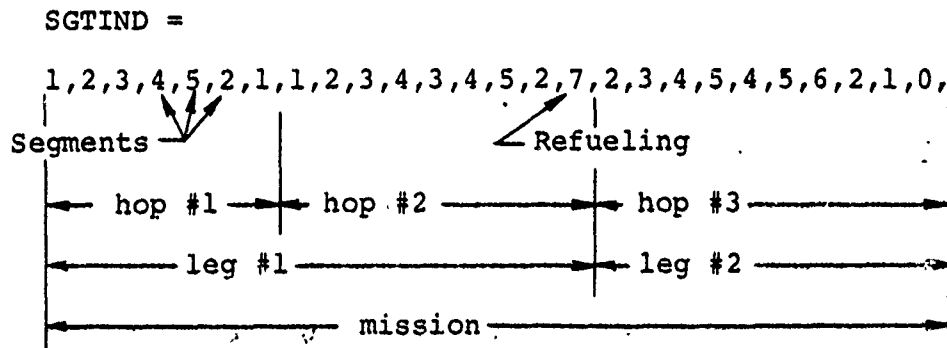 SGTIND =
1,2,3,4,5,2,1,1,2,3,4,3,4,5,2,7,2,3,4,5,4,5,6,2,1,0,
Segments Refueling
hop #1 hop #2 hop #3
leg #1 leg #2
mission